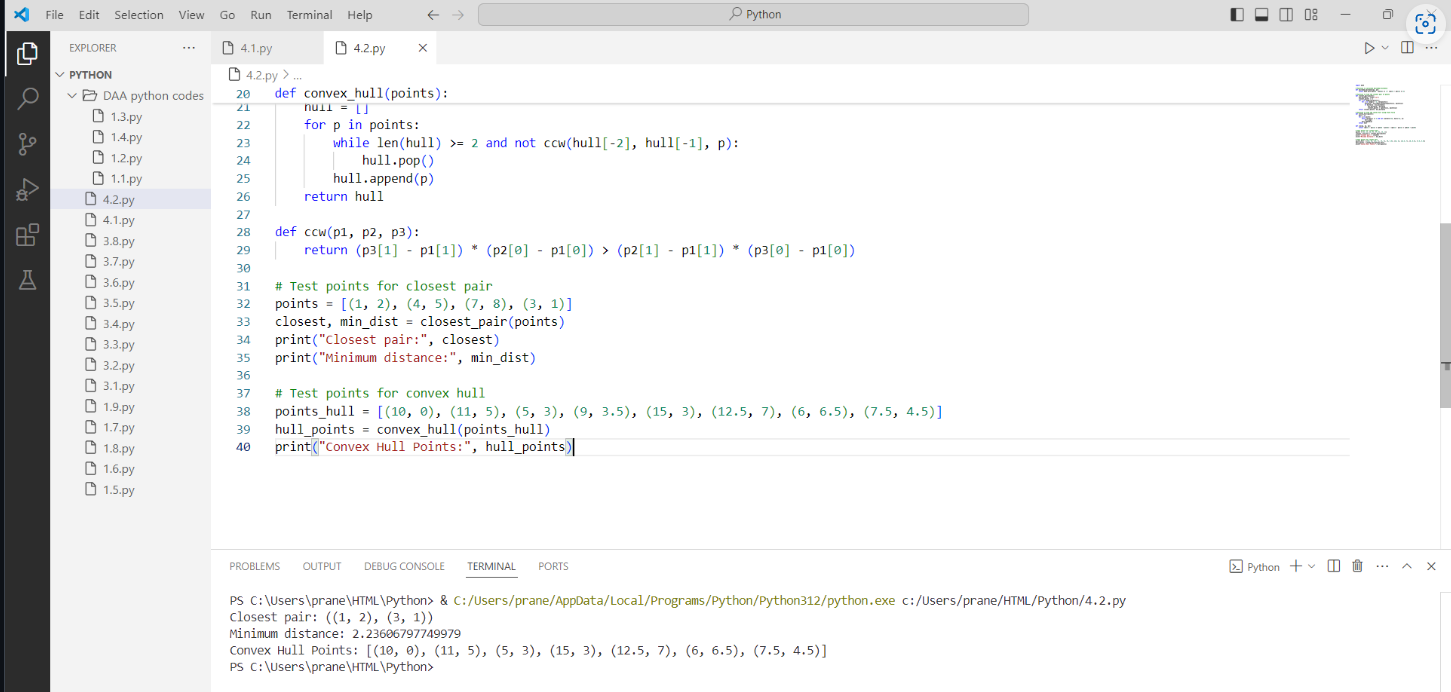 File Edit Selection View Go Run Terminal Help Python
EXPLORER
PYTHON
DAA python codes
1.3.py
1.4.py
1.2.py
1.1.py
4.2.py
4.1.py
3.8.py
3.7.py
3.6.py
3.5.py
3.4.py
3.3.py
3.2.py
3.1.py
1.9.py
1.7.py
1.8.py
1.6.py
1.5.py
4.1.py 4.2.py
4.2.py > ...
20 def convex_hull(points):
21 hull = []
22 for p in points:
23 while len(hull) >= 2 and not ccw(hull[-2], hull[-1], p):
24 hull.pop()
25 hull.append(p)
26 return hull
27
28 def ccw(p1, p2, p3):
29 return (p3[1] - p1[1]) * (p2[0] - p1[0]) > (p2[1] - p1[1]) * (p3[0] - p1[0])
30
31 # Test points for closest pair
32 points = [(1, 2), (4, 5), (7, 8), (3, 1)]
33 closest, min_dist = closest_pair(points)
34 print("Closest pair:", closest)
35 print("Minimum distance:", min_dist)
36
37 # Test points for convex hull
38 points_hull = [(10, 0), (11, 5), (5, 3), (9, 3.5), (15, 3), (12.5, 7), (6, 6.5), (7.5, 4.5)]
39 hull_points = convex_hull(points_hull)
40 print("Convex Hull Points:", hull_points)
PROBLEMS OUTPUT DEBUG CONSOLE TERMINAL PORTS Python
PS C:\Users\prane\HTML\Python> & C:/Users/prane/AppData/Local/Programs/Python/Python312/python.exe c:/Users/prane/HTML/Python/4.2.py
Closest pair: ((1, 2), (3, 1))
Minimum distance: 2.23606797749979
Convex Hull Points: [(10, 0), (11, 5), (5, 3), (15, 3), (12.5, 7), (6, 6.5), (7.5, 4.5)]
PS C:\Users\prane\HTML\Python>